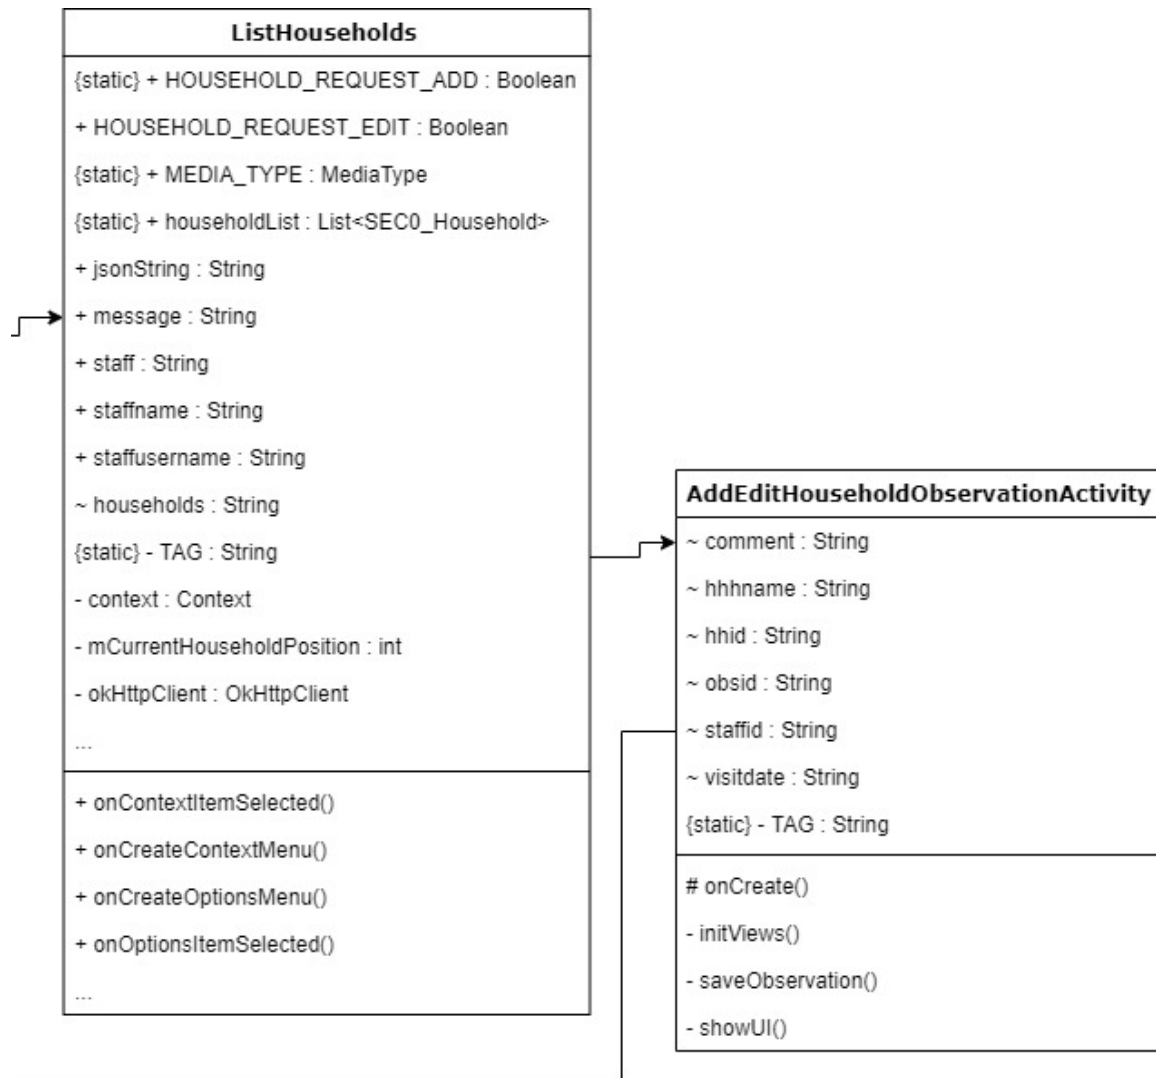 ListHouseholds
{static} + HOUSEHOLD_REQUEST_ADD : Boolean
+ HOUSEHOLD_REQUEST_EDIT : Boolean
{static} + MEDIA_TYPE : MediaType
{static} + householdList : List<SEC0_Household>
+ jsonString : String
+ message : String
+ staff : String
+ staffname : String
+ staffusername : String
~ households : String
{static} - TAG : String
- context : Context
- mCurrentHouseholdPosition : int
- okHttpClient : OkHttpClient
...
+ onContextItemSelected()
+ onCreateContextMenu()
+ onCreateOptionsMenu()
+ onOptionsItemSelected()
...
AddEditHouseholdObservationActivity
~ comment : String
~ hhhname : String
~ hhid : String
~ obsid : String
~ staffid : String
~ visitdate : String
{static} - TAG : String
# onCreate()
- initViews()
- saveObservation()
- showUI()